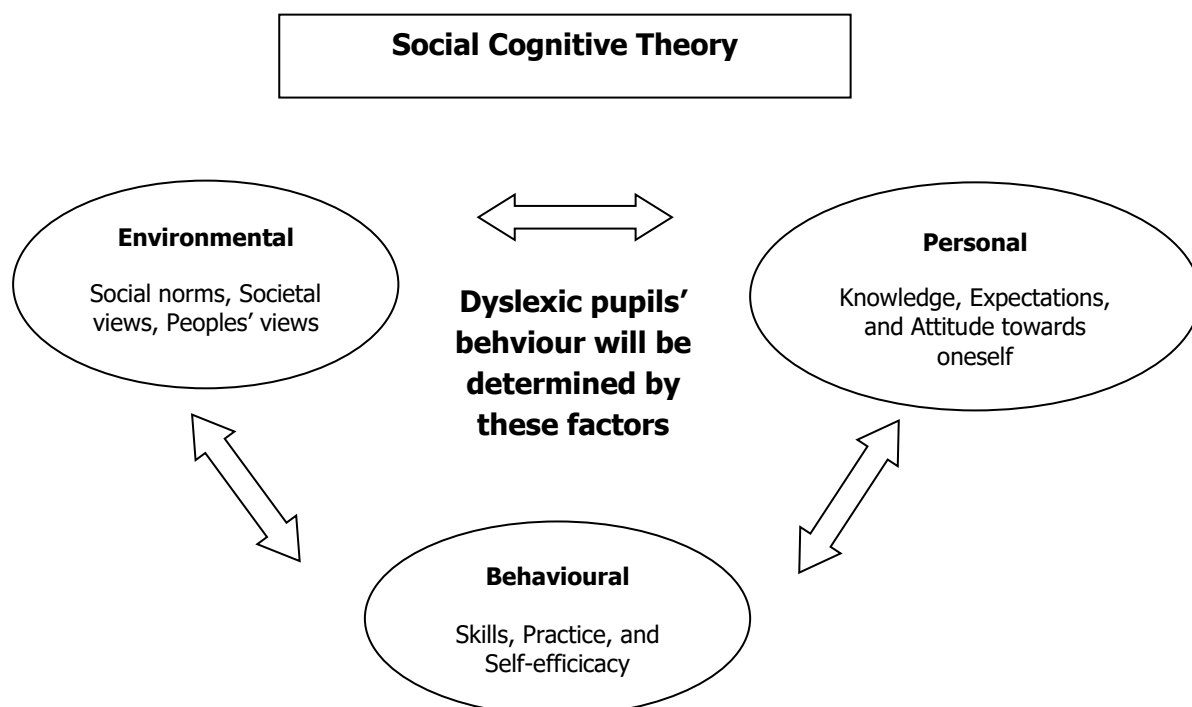 Social Cognitive Theory
Environmental
Social norms, Societal
views, Peoples’ views
Dyslexic pupils’
behviour will be
determined by
these factors
Personal
Knowledge, Expectations,
and Attitude towards
oneself
Behavioural
Skills, Practice, and
Self-efficicacy